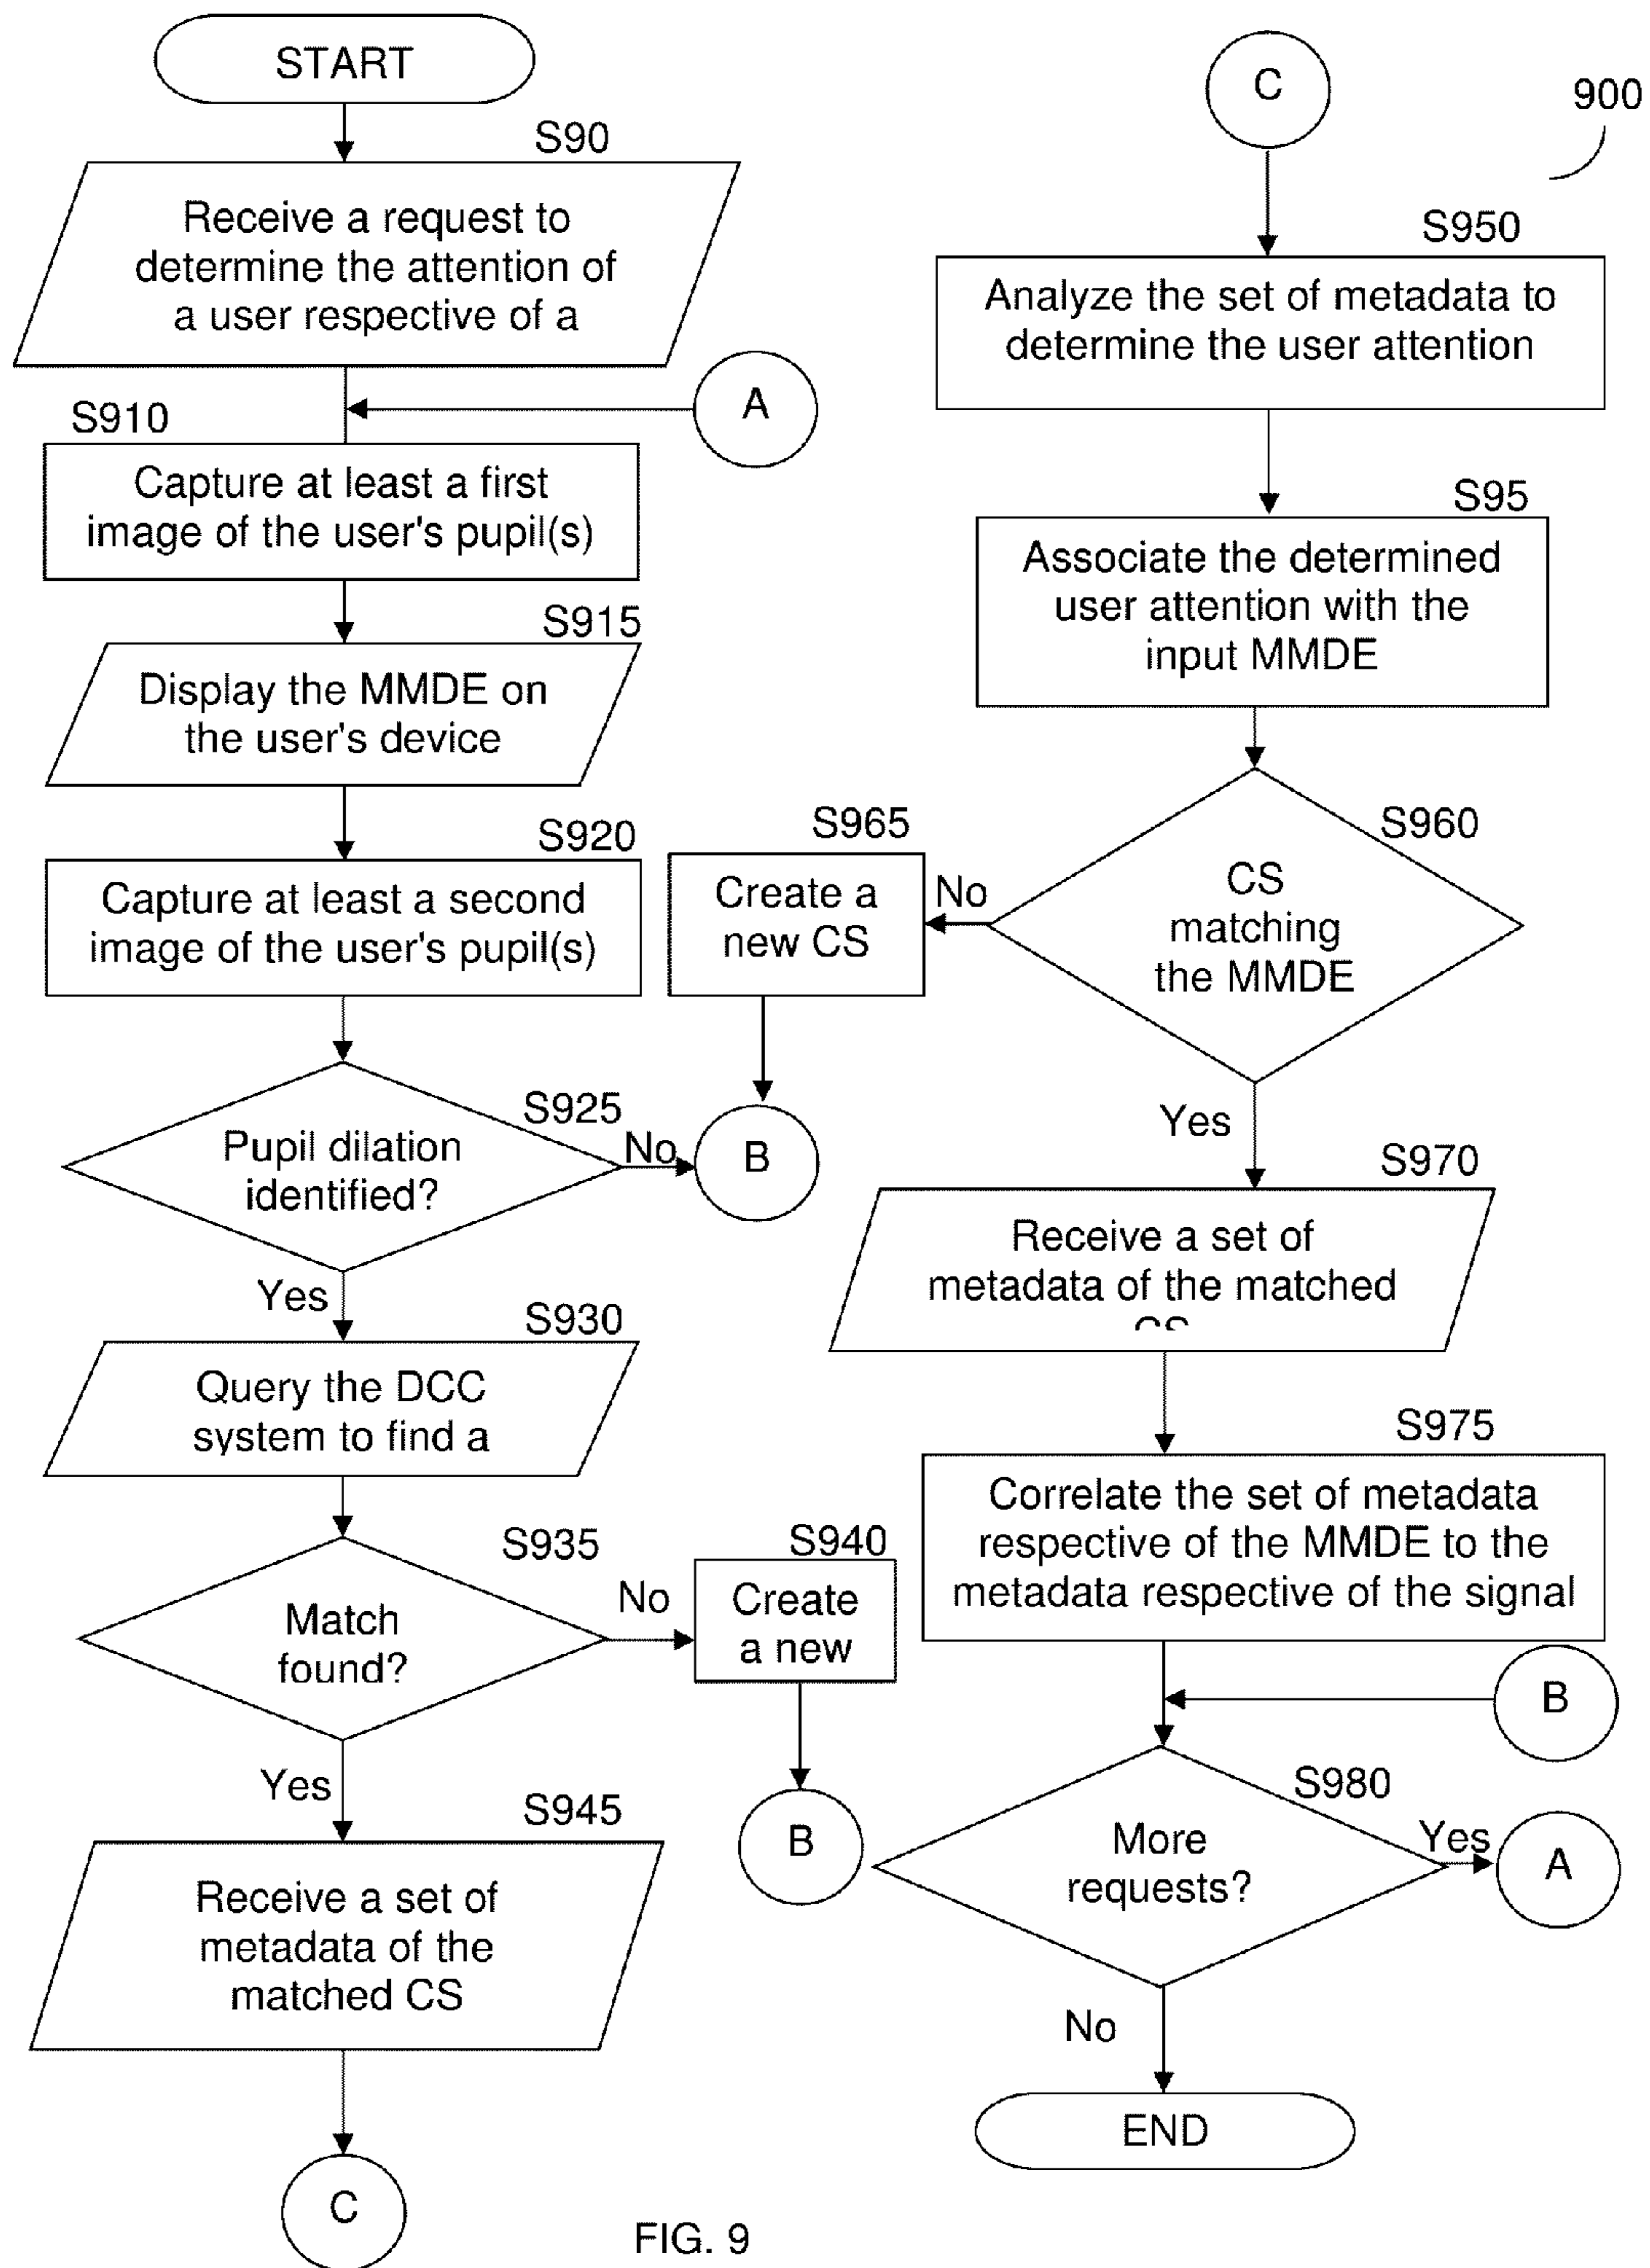 START
S90
Receive a request to
determine the attention of
a user respective of a
A
S910
Capture at least a first
image of the user's pupil(s)
S915
Display the MMDE on
the user's device
S920
Capture at least a second
image of the user's pupil(s)
S925
Pupil dilation
identified?
No
B
Yes
S930
Query the DCC
system to find a
S935
Match
found?
No
S940
Create
a new
B
Yes
S945
Receive a set of
metadata of the
matched CS
C
C
900
S950
Analyze the set of metadata to
determine the user attention
S95
Associate the determined
user attention with the
input MMDE
S960
CS
matching
the MMDE
No
S965
Create a
new CS
Yes
S970
Receive a set of
metadata of the matched
S975
Correlate the set of metadata
respective of the MMDE to the
metadata respective of the signal
B
S980
More
requests?
Yes
A
No
END
FIG. 9